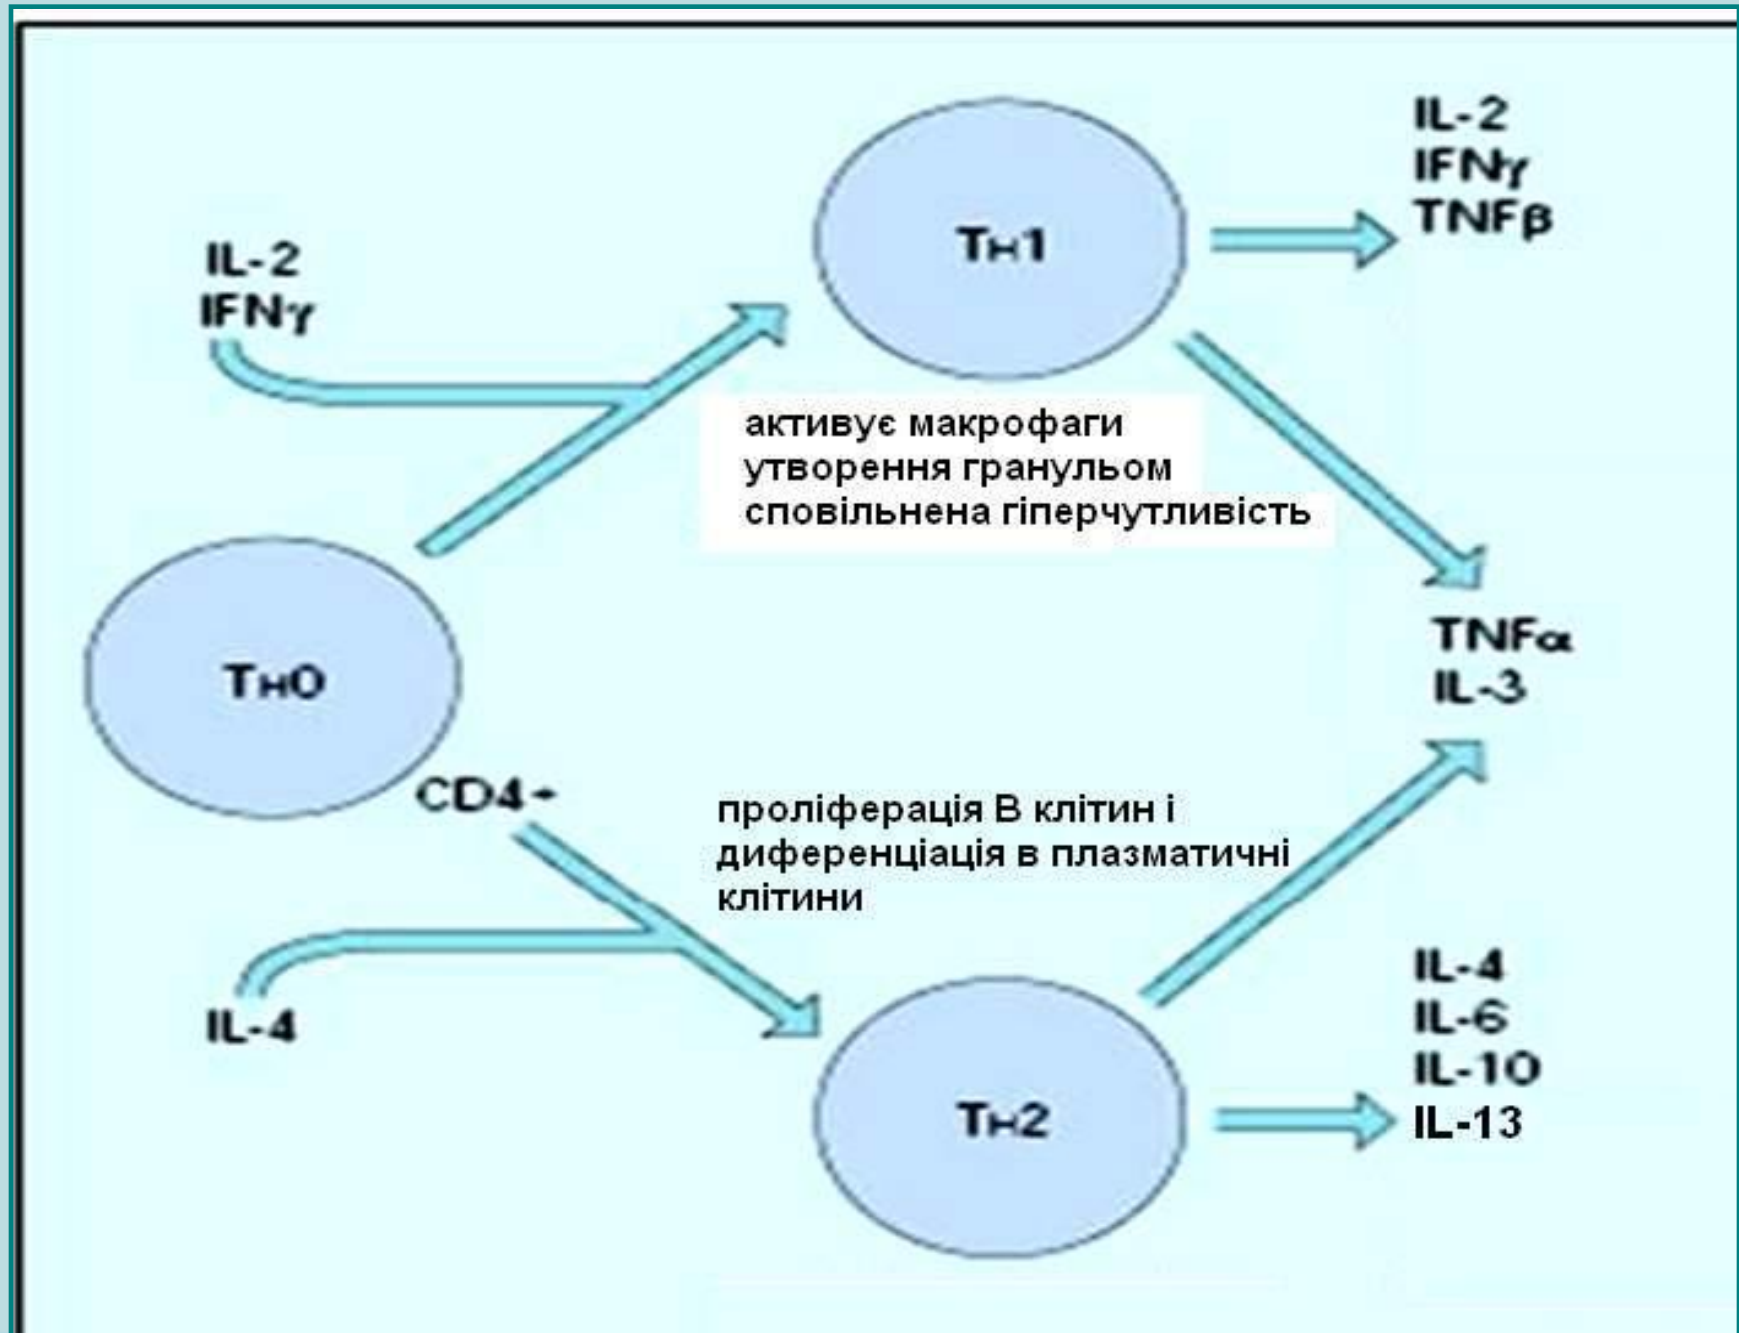 IL-2
IFNγ
TNFβ
Tн1
IL-2
IFNγ
активує макрофаги
утворення гранульом
сповільнена гіперчутливість
TNFα
IL-3
Tн0
CD4+
проліферація В клітин і
диференціація в плазматичні
клітини
IL-4
IL-4
IL-6
IL-10
IL-13
Tн2